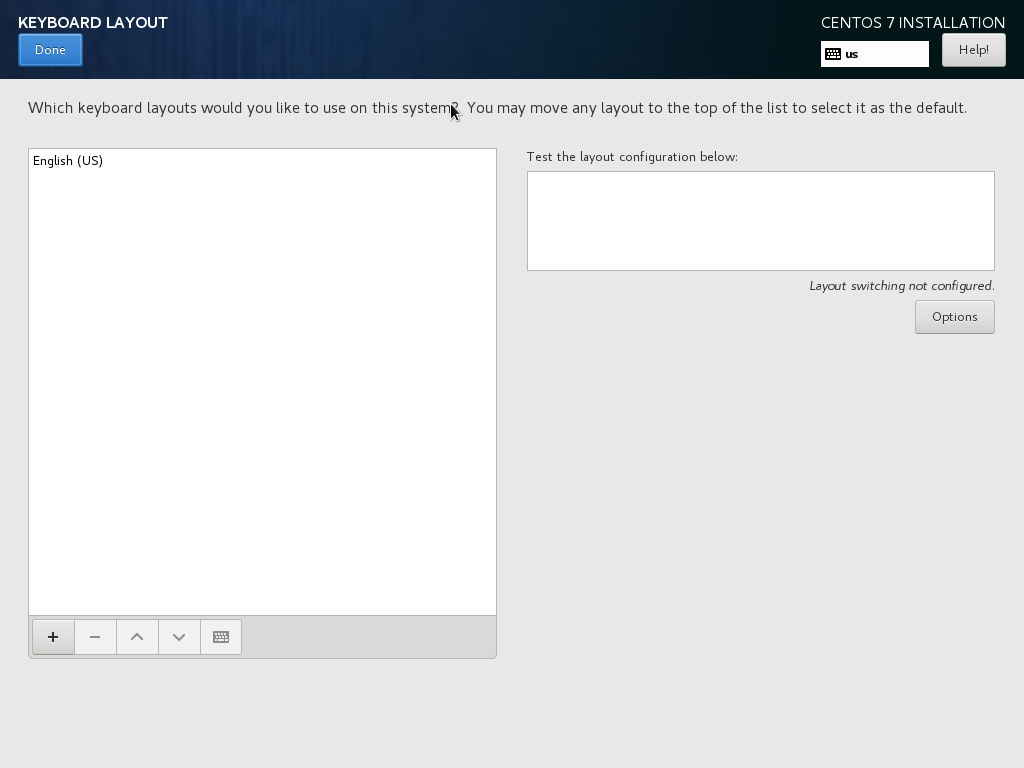 KEYBOARD LAYOUT
CENTOS 7 INSTALLATION
Done
us
Help!
Which keyboard layouts would you like to use on this system? You may move any layout to the top of the list to select it as the default.
English (US)
Test the layout configuration below:
Layout switching not configured.
Options